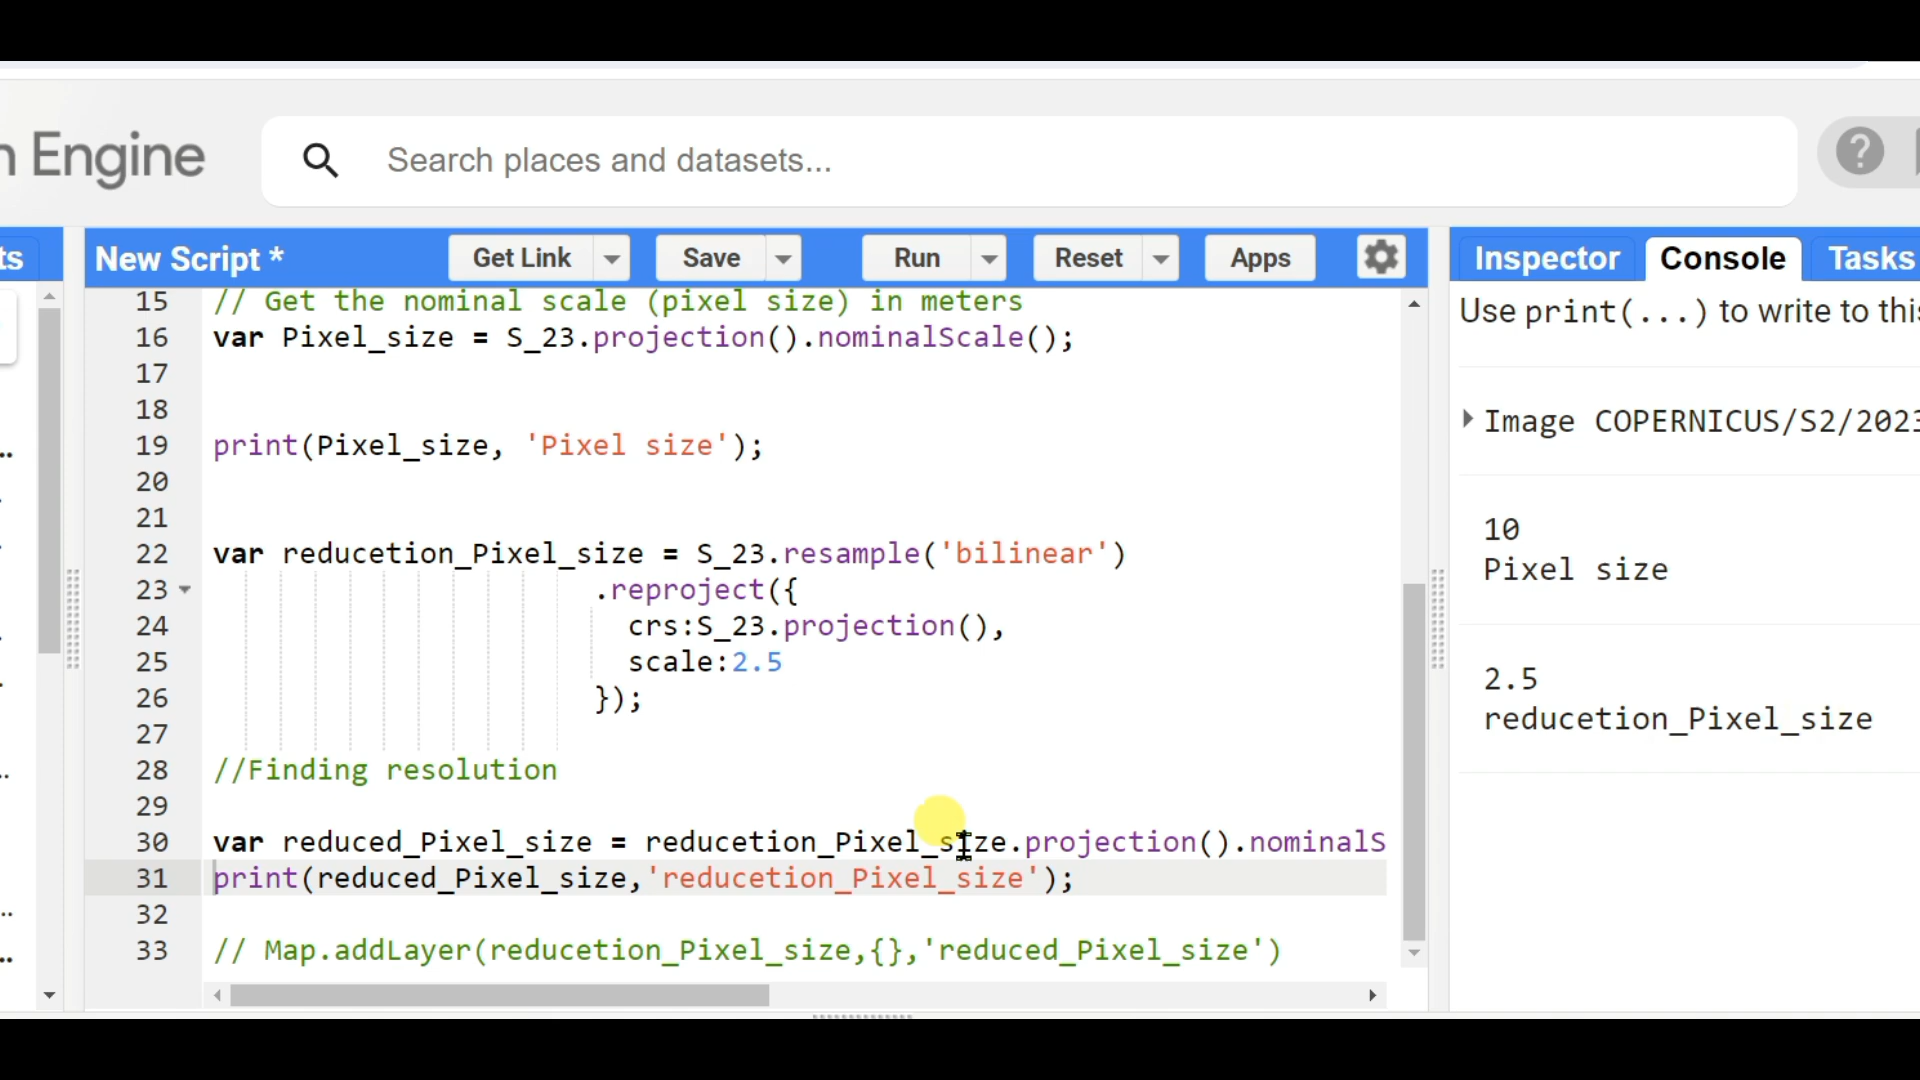 Engine
Search places and datasets...
New Script *
Get Link
Save
Run
Reset
Apps
Inspector
Console
Tasks
15 // Get the nominal scale (pixel size) in meters
16 var Pixel_size = S_23.projection().nominalScale();
17
18
19 print(Pixel_size, 'Pixel size');
20
21
22 var reducetion_Pixel_size = S_23.resample('bilinear')
23 .reproject({
24 crs:S_23.projection(),
25 scale:2.5
26 });
27
28 //Finding resolution
29
30 var reduced_Pixel_size = reducetion_Pixel_size.projection().nominalS
31 print(reduced_Pixel_size,'reducetion_Pixel_size');
32
33 // Map.addLayer(reducetion_Pixel_size,{},'reduced_Pixel_size')
Use print(...) to write to this
Image COPERNICUS/S2/2023
10
Pixel size
2.5
reducetion_Pixel_size